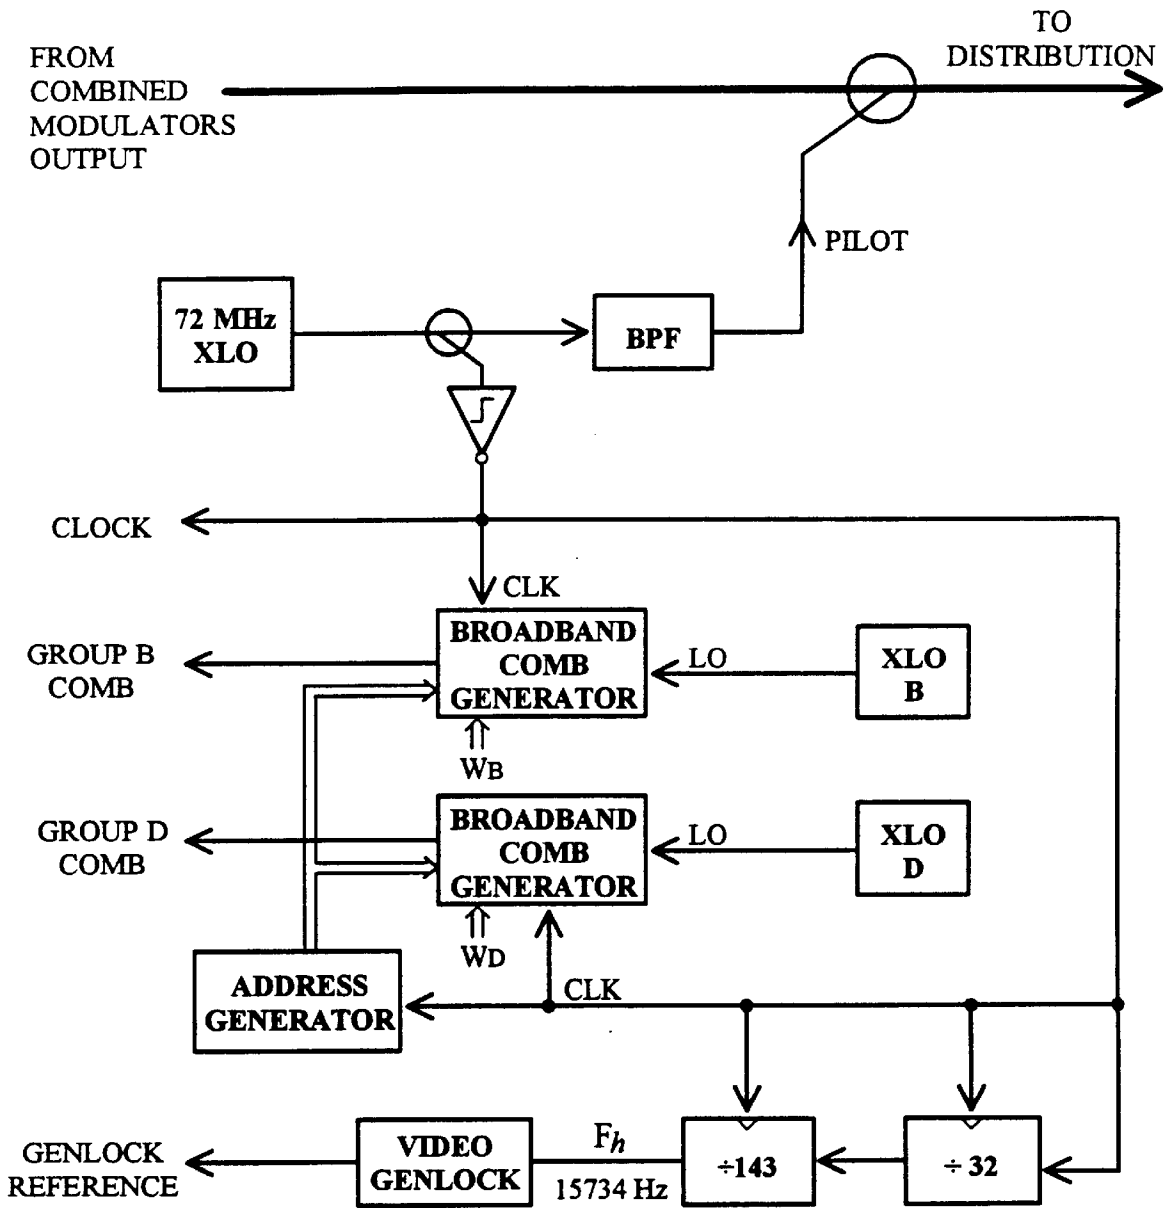 FROM
COMBINED
MODULATORS
OUTPUT
TO
DISTRIBUTION
PILOT
72 MHz
XLO
BPF
CLOCK
CLK
GROUP B
COMB
BROADBAND
COMB
GENERATOR
LO
XLO
B
WB
GROUP D
COMB
BROADBAND
COMB
GENERATOR
LO
XLO
D
WD
ADDRESS
GENERATOR
CLK
GENLOCK
REFERENCE
VIDEO
GENLOCK
Fh
15734 Hz
÷143
÷ 32